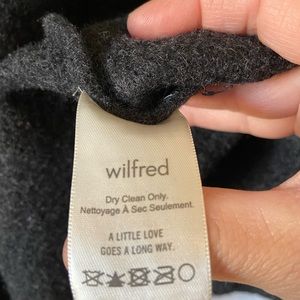 wilfred
Dry Clean Only.
Nettoyage À Sec Seulement.
A LITTLE LOVE
GOES A LONG WAY.